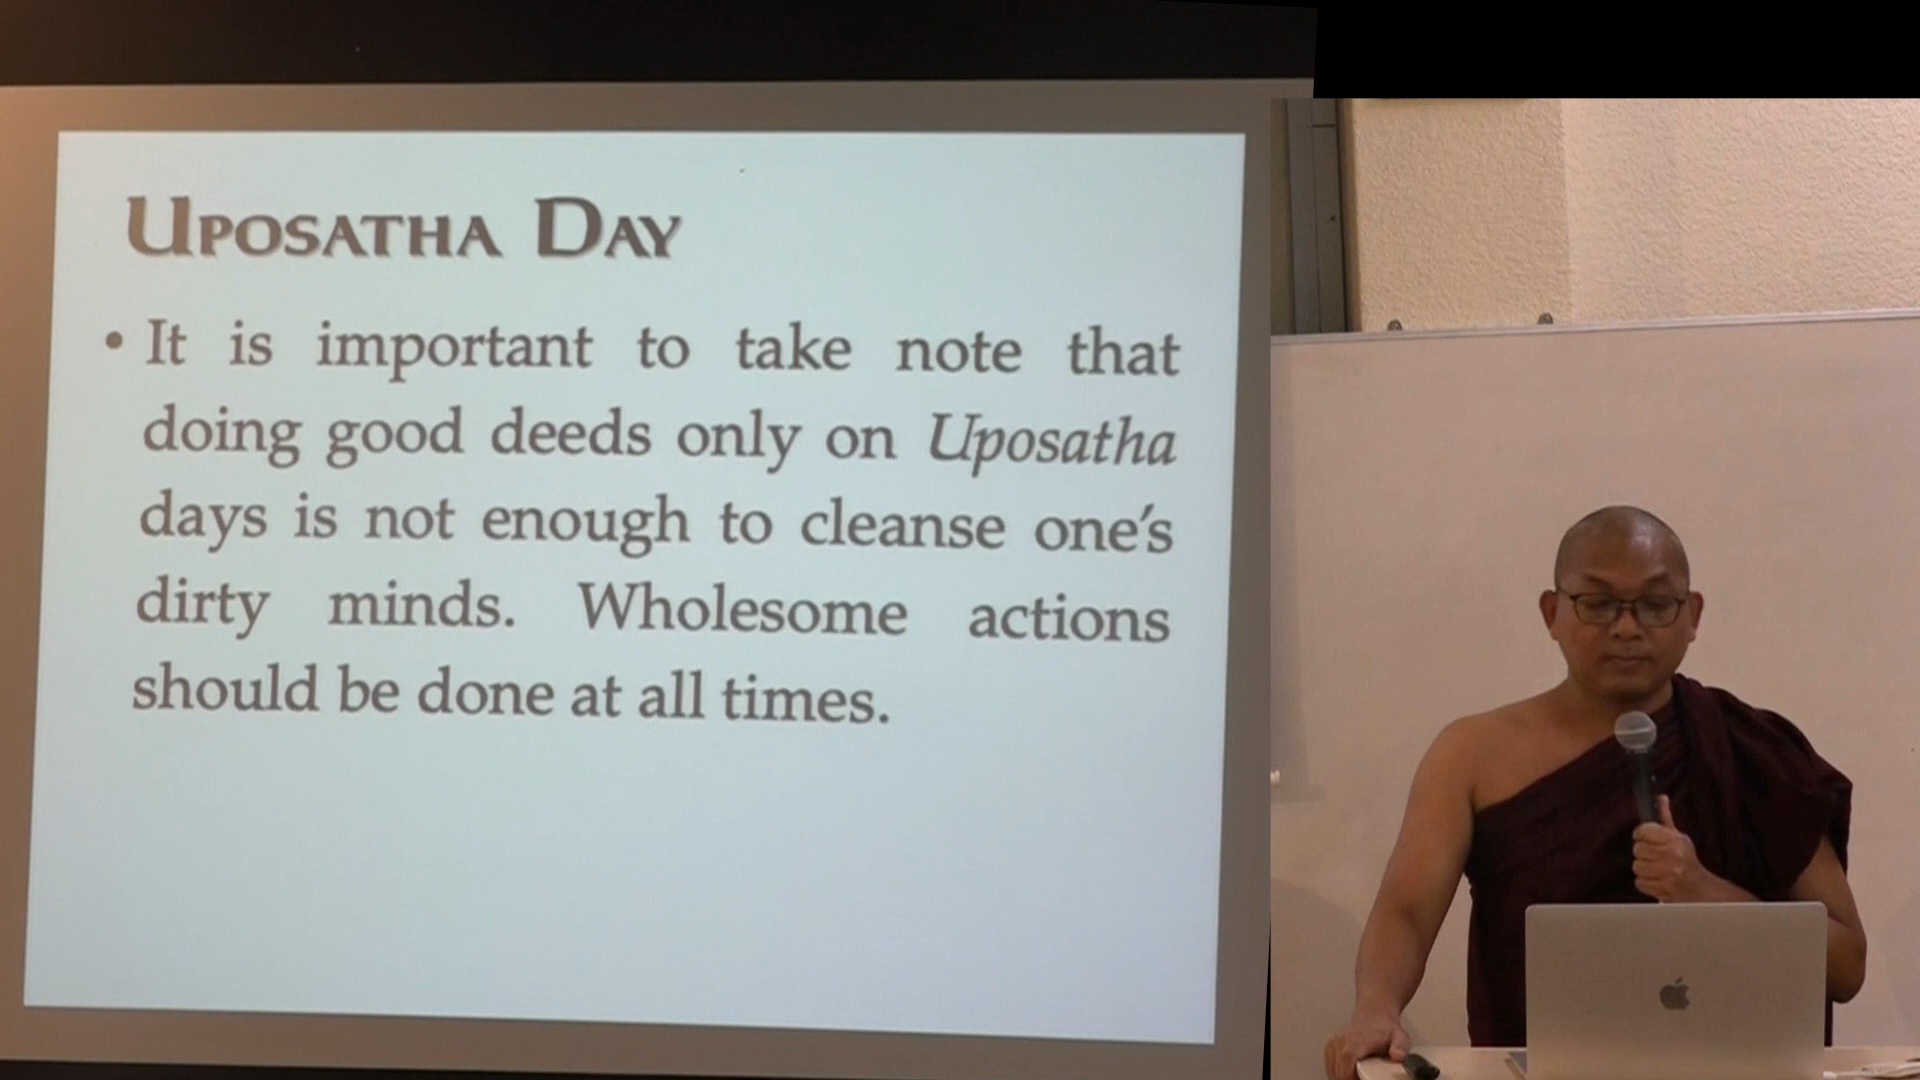 UPOSATHA DAY
• It is important to take note that
doing good deeds only on Uposatha
days is not enough to cleanse one's
dirty minds. Wholesome actions
should be done at all times.